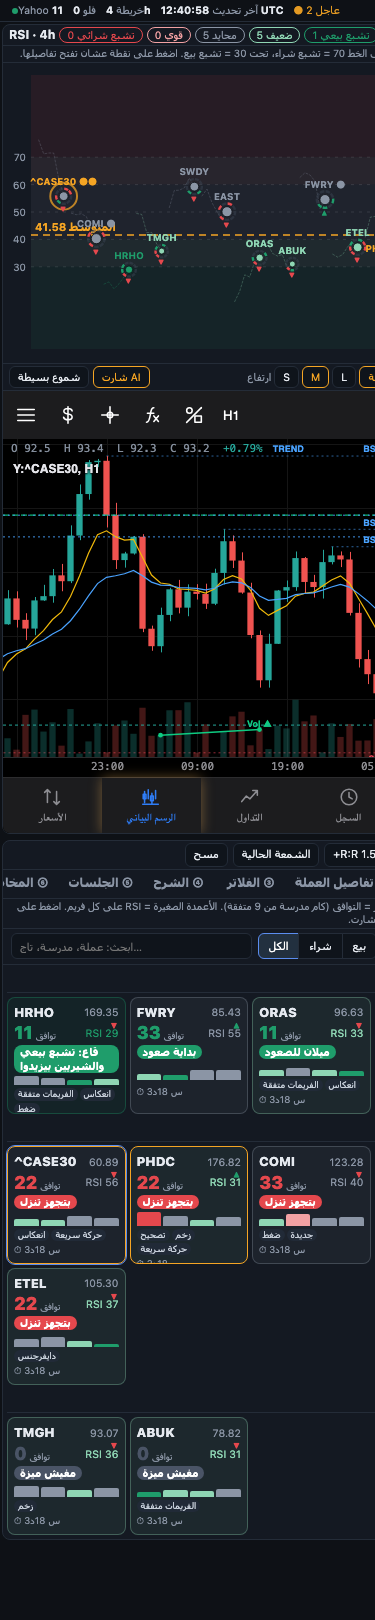 ●Yahoo 11 فلو 0 خريطة 4h آخر تحديث 12:40:58 UTC ● عاجل 2
RSI · 4h تشبع شرائي 0 قوي 0 محايد 5 ضعيف 5 تشبع بيعي 1
الخط 70 = تشبع شراء، تحت 30 = تشبع بيع. اضغط على نقطة عشان تفتح تفاصيلها.
70
60
50
40
30
^CASE30
SWDY
FWRY
EAST
COMI
المتوسط 41.58
HRHO
TMGH
ORAS
ABUK
ETEL
شموع بسيطة
شارت AI
ارتفاع
S
M
L
H1
O 92.5 H 93.4 L 92.3 C 93.2 +0.79% TREND BS
Y:^CASE30, H1
BS
BS
Vol ▲
23:00 09:00 19:00 05
الأسعار
الرسم البياني
التداول
السجل
مسح
الشمعة الحالية
+R:R 1.5
تفاصيل العملة
③ الفلاتر
④ الشرح
⑤ الجلسات
⑥ المخا
= التوافق (كام مدرسة من 9 متفقة). الأعمدة الصغيرة = RSI على كل فريم. اضغط على
شارت.
ابحث: عملة، مدرسة، تاج...
الكل
شراء
بيع
HRHO 169.35
11 توافق RSI 29
قاع: تشبع بيعي
والشيريين بيزيدوا
الفريمات متفقة
انعكاس
ضغط
FWRY 85.43
33 توافق RSI 55
بداية صعود
3د18 س
ORAS 96.63
11 توافق RSI 33
ميلان للصعود
الفريمات متفقة
انعكاس
3د18 س
^CASE30 60.89
22 توافق RSI 56
بتجهز تنزل
انعكاس
حركة سريعة
3د18 س
PHDC 176.82
22 توافق RSI 31
بتجهز تنزل
تصحيح
زخم
حركة سريعة
COMI 123.28
33 توافق RSI 40
بتجهز تنزل
ضغط
جديدة
3د18 س
ETEL 105.30
22 توافق RSI 37
بتجهز تنزل
دايفرجنس
3د18 س
TMGH 93.07
0 توافق RSI 36
مفيش ميزة
زخم
3د18 س
ABUK 78.82
0 توافق RSI 31
مفيش ميزة
الفريمات متفقة
3د18 س